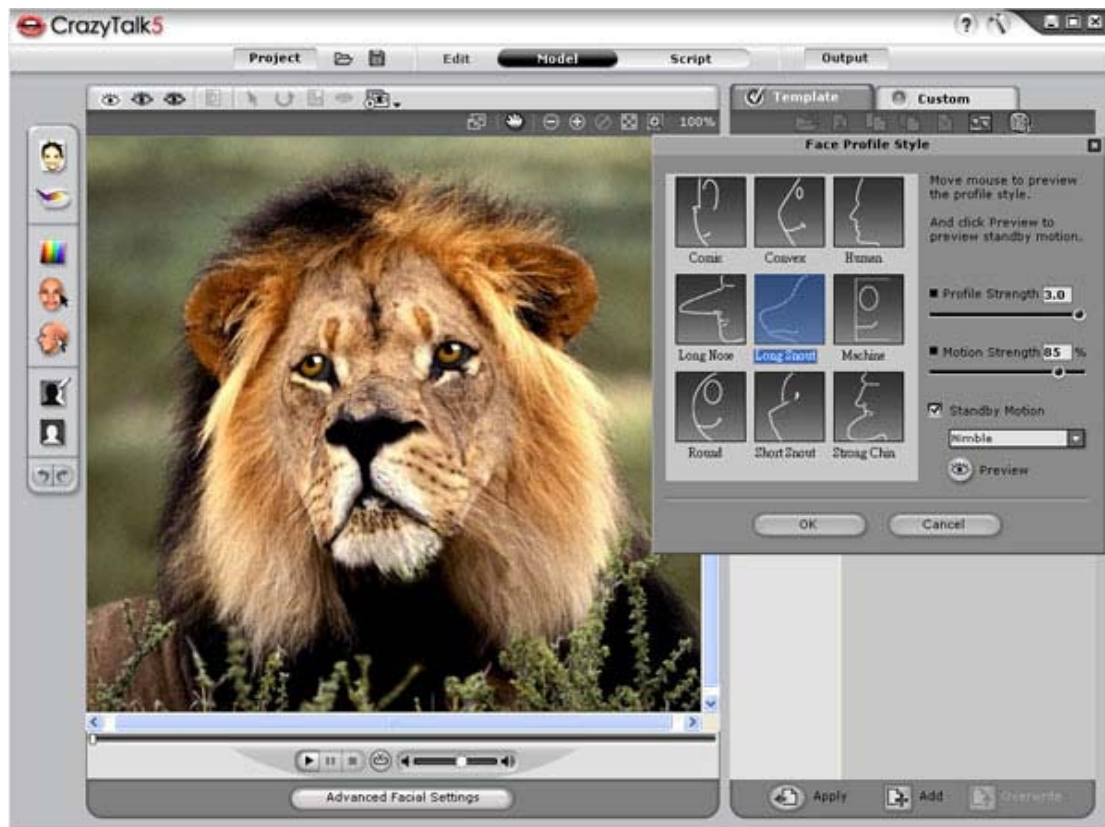 CrazyTalk5
?
Project Edit Model Script Output
Template Custom
100%
Face Profile Style
Move mouse to preview
the profile style.
And click Preview to
preview standby motion.
Comic Convex Human
Profile Strength 3.0
Long Nose Long Snout Machine
Motion Strength 85 %
Standby Motion
Nimble
Round Short Snout Strong Chin
Preview
OK Cancel
Advanced Facial Settings
Apply Add Overwrite